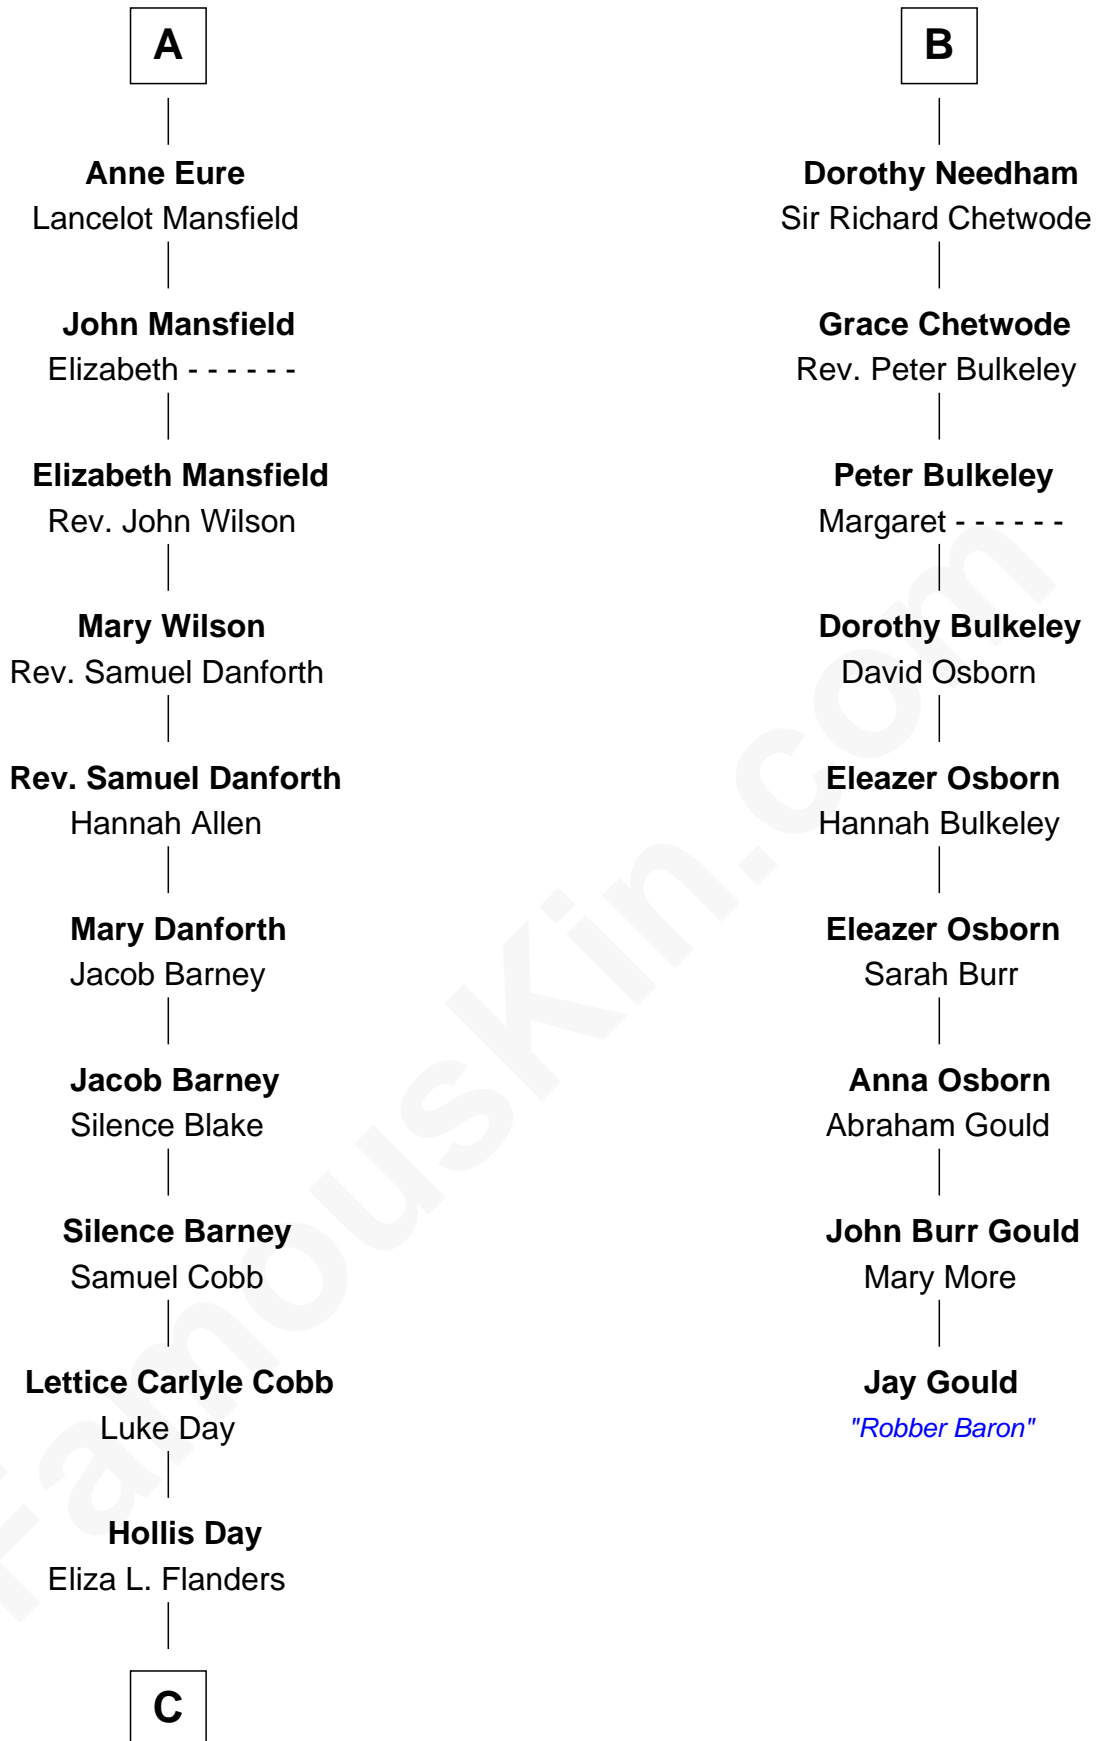 A
Anne Eure
Lancelot Mansfield
John Mansfield
Elizabeth - - - - - -
Elizabeth Mansfield
Rev. John Wilson
Mary Wilson
Rev. Samuel Danforth
Rev. Samuel Danforth
Hannah Allen
Mary Danforth
Jacob Barney
Jacob Barney
Silence Blake
Silence Barney
Samuel Cobb
Lettice Carlyle Cobb
Luke Day
Hollis Day
Eliza L. Flanders
C
B
Dorothy Needham
Sir Richard Chetwode
Grace Chetwode
Rev. Peter Bulkeley
Peter Bulkeley
Margaret - - - - - -
Dorothy Bulkeley
David Osborn
Eleazer Osborn
Hannah Bulkeley
Eleazer Osborn
Sarah Burr
Anna Osborn
Abraham Gould
John Burr Gould
Mary More
Jay Gould
"Robber Baron"
FamousKin.com